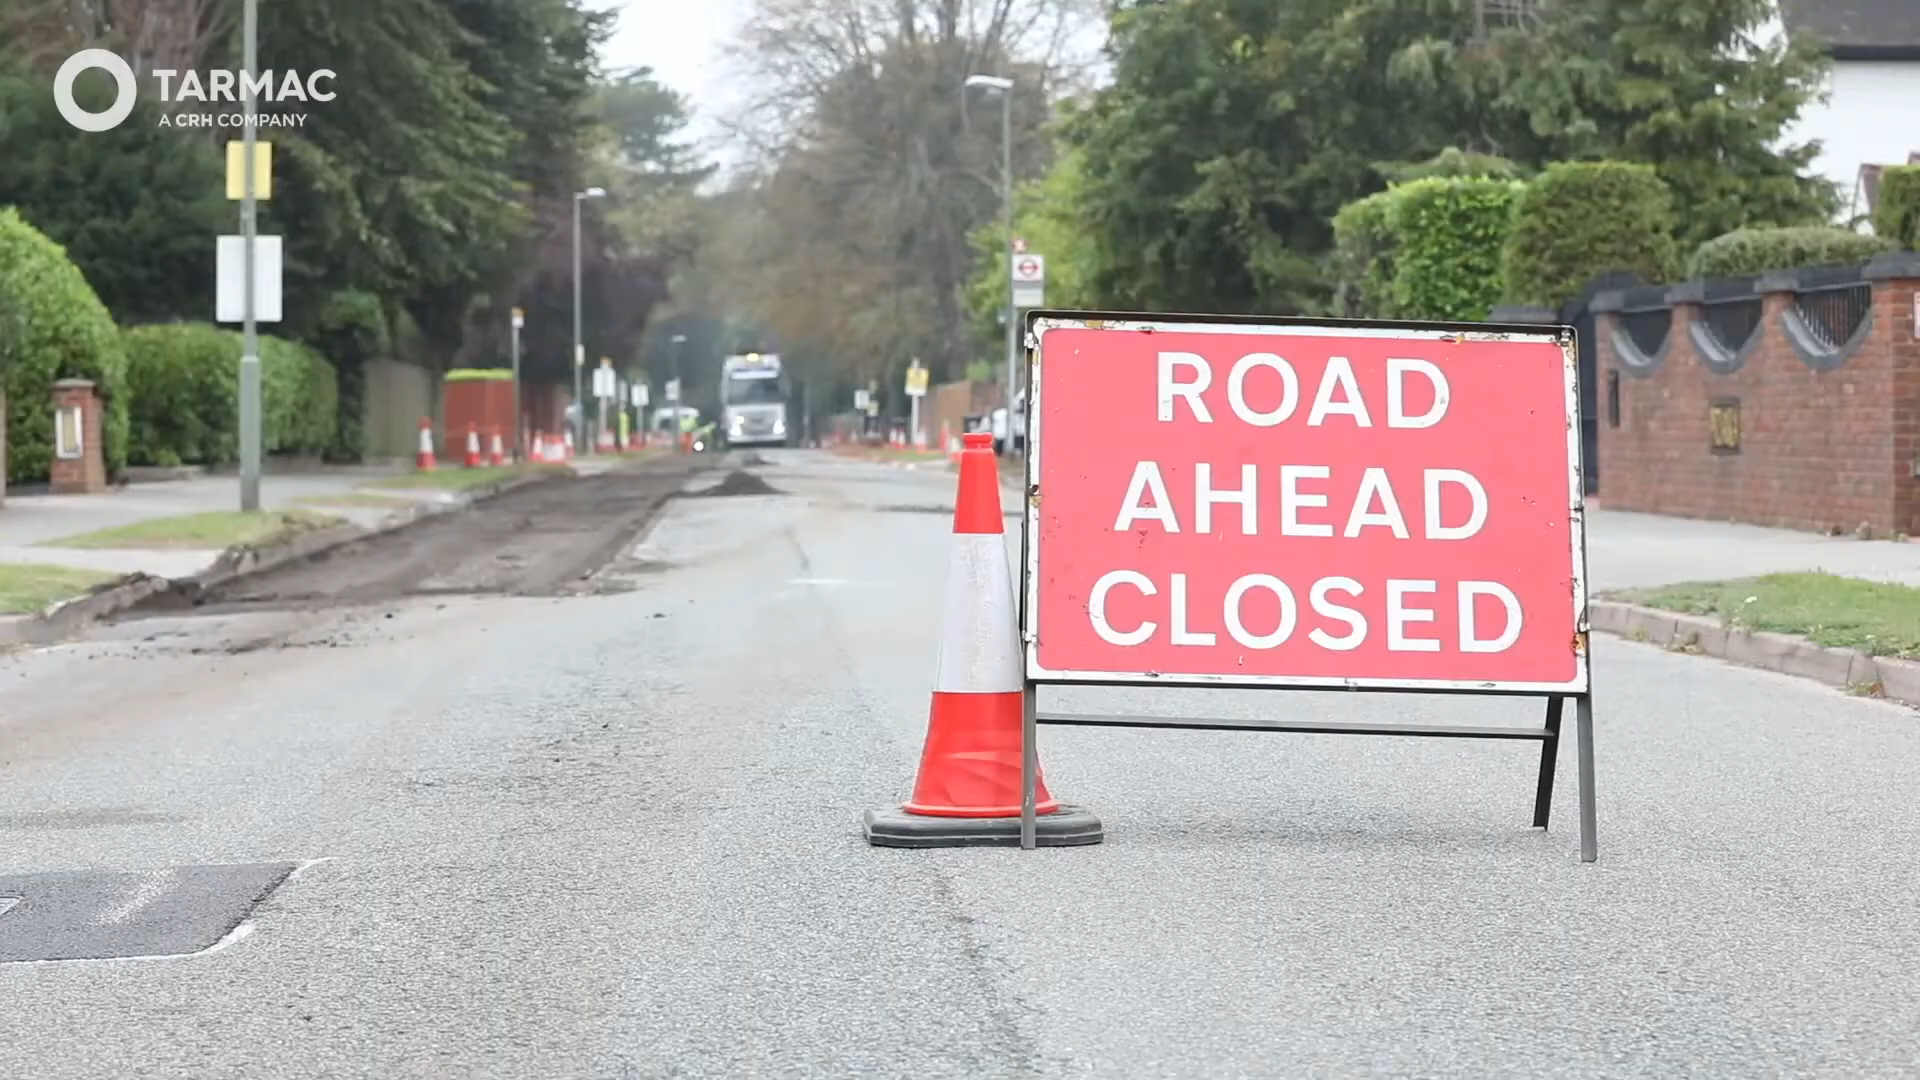 TARMAC
A CRH COMPANY
ROAD
AHEAD
CLOSED